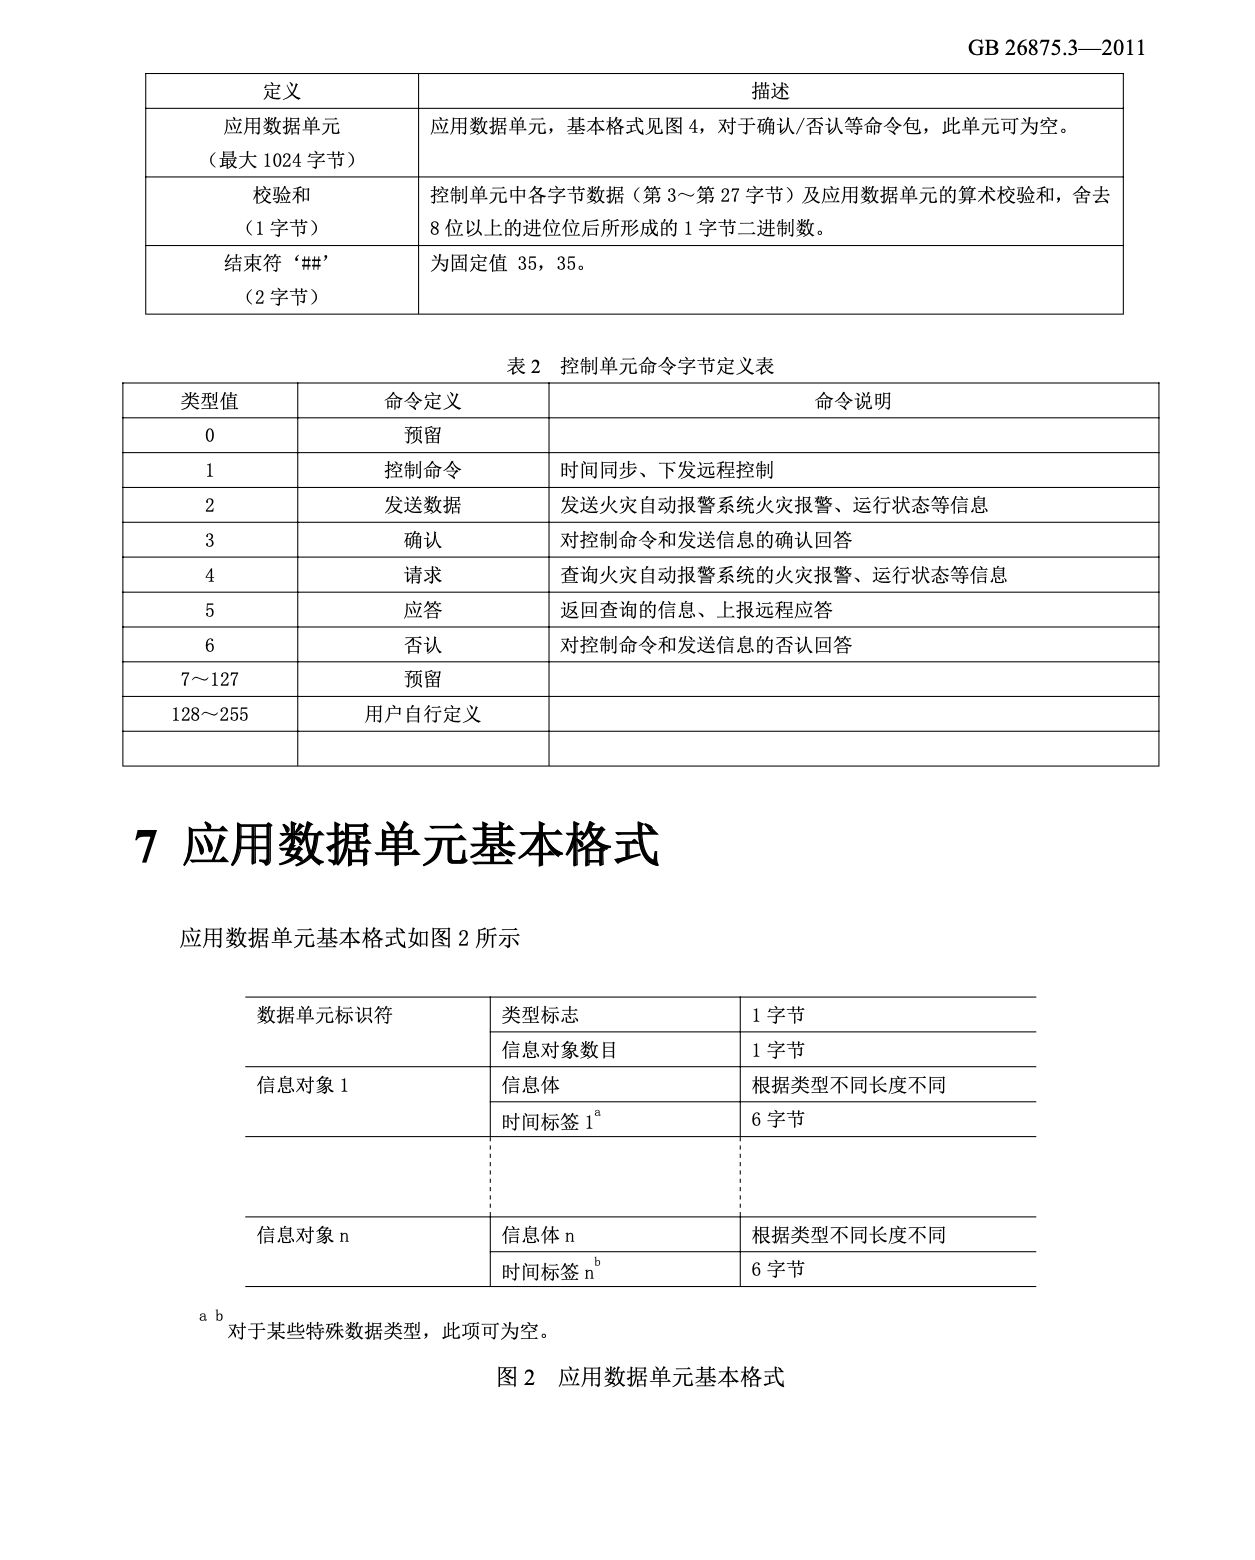 GB 26875.3—2011
定义 描述
应用数据单元 应用数据单元，基本格式见图 4，对于确认/否认等命令包，此单元可为空。
（最大 1024 字节）
校验和 控制单元中各字节数据（第 3～第 27 字节）及应用数据单元的算术校验和，舍去
（1 字节） 8 位以上的进位位后所形成的 1 字节二进制数。
结束符‘##’ 为固定值 35，35。
（2 字节）
表 2 控制单元命令字节定义表
类型值 命令定义 命令说明
0 预留
1 控制命令 时间同步、下发远程控制
2 发送数据 发送火灾自动报警系统火灾报警、运行状态等信息
3 确认 对控制命令和发送信息的确认回答
4 请求 查询火灾自动报警系统的火灾报警、运行状态等信息
5 应答 返回查询的信息、上报远程应答
6 否认 对控制命令和发送信息的否认回答
7～127 预留
128～255 用户自行定义
7 应用数据单元基本格式
应用数据单元基本格式如图 2 所示
数据单元标识符 类型标志 1 字节
信息对象数目 1 字节
信息对象 1 信息体 根据类型不同长度不同
时间标签 1a 6 字节
信息对象 n 信息体 n 根据类型不同长度不同
时间标签 nb 6 字节
a b 对于某些特殊数据类型，此项可为空。
图 2 应用数据单元基本格式